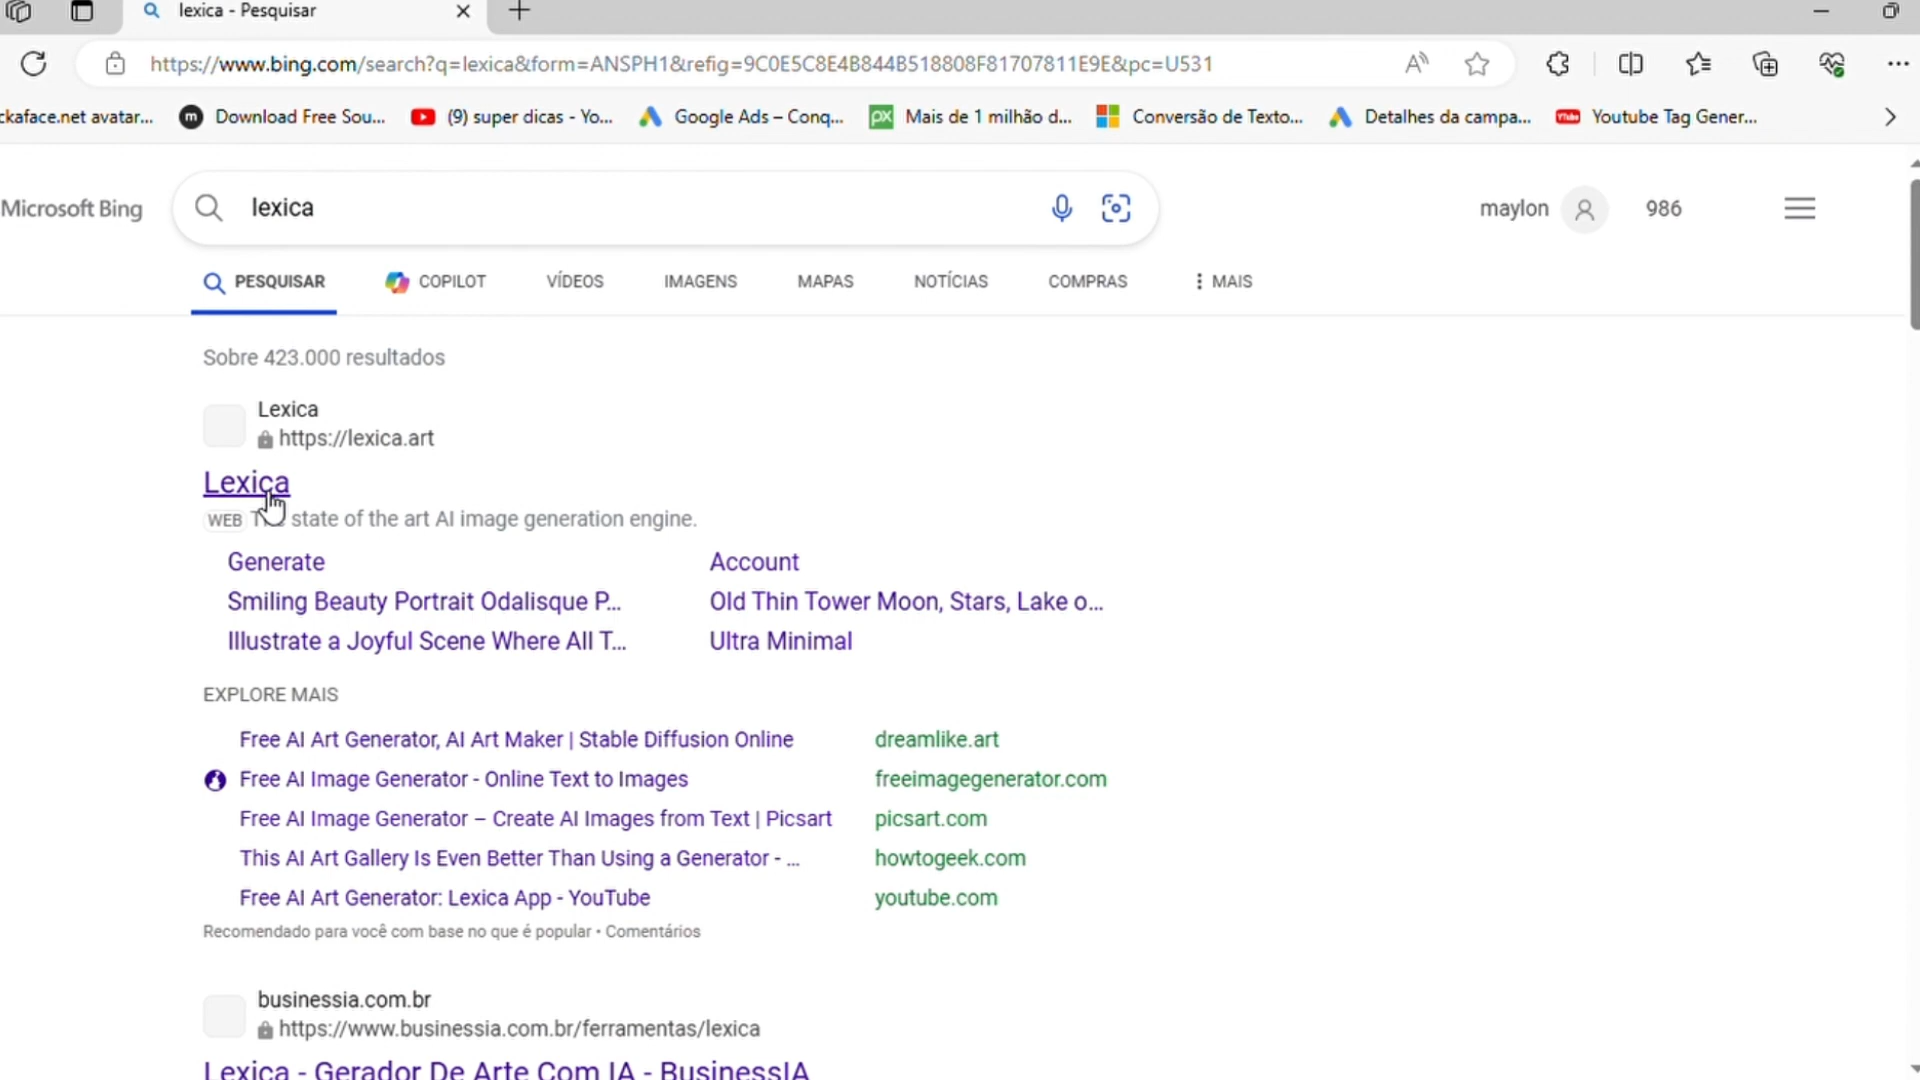 lexica - Pesquisar
https://www.bing.com/search?q=lexica&form=ANSPH1&refig=9C0E5C8E4B844B518808F81707811E9E&pc=U531
ckaface.net avatar... Download Free Sou... (9) super dicas - Yo... Google Ads – Conq... Mais de 1 milhão d... Conversão de Texto... Detalhes da campa... Youtube Tag Gener...
Microsoft Bing lexica maylon 986
PESQUISAR COPILOT VÍDEOS IMAGENS MAPAS NOTÍCIAS COMPRAS MAIS
Sobre 423.000 resultados
Lexica
https://lexica.art
Lexica
WEB state of the art AI image generation engine.
Generate Account
Smiling Beauty Portrait Odalisque P... Old Thin Tower Moon, Stars, Lake o...
Illustrate a Joyful Scene Where All T... Ultra Minimal
EXPLORE MAIS
Free AI Art Generator, AI Art Maker | Stable Diffusion Online dreamlike.art
Free AI Image Generator - Online Text to Images freeimagegenerator.com
Free AI Image Generator – Create AI Images from Text | Picsart picsart.com
This AI Art Gallery Is Even Better Than Using a Generator - ... howtogeek.com
Free AI Art Generator: Lexica App - YouTube youtube.com
Recomendado para você com base no que é popular • Comentários
businessia.com.br
https://www.businessia.com.br/ferramentas/lexica
Lexica - Gerador De Arte Com IA - BusinessIA